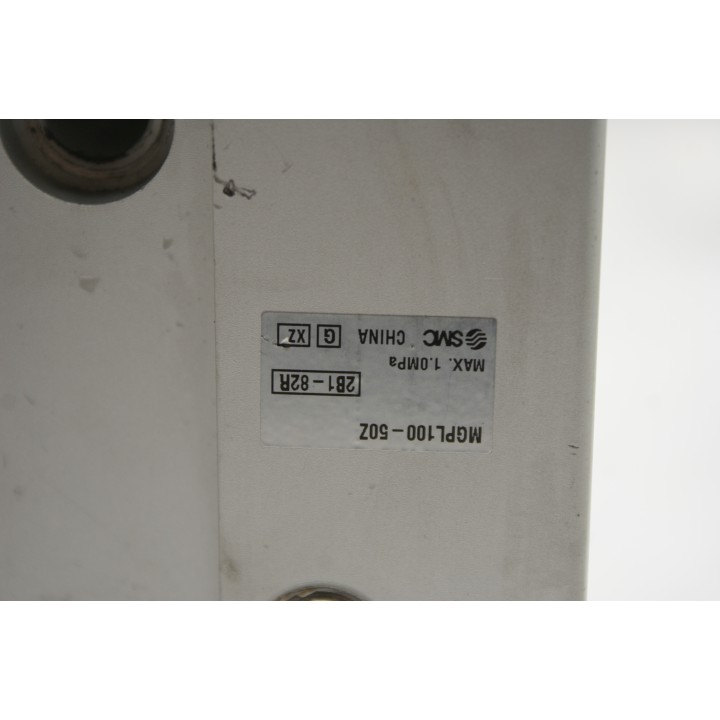 MGPL100-50Z
2B1-82R
MAX. 1.0MPa
SMC CHINA G XZ